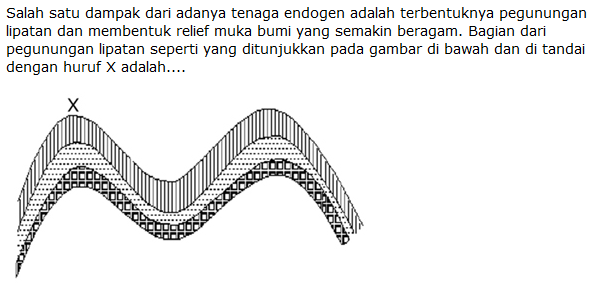 Salah satu dampak dari adanya tenaga endogen adalah terbentuknya pegunungan
lipatan dan membentuk relief muka bumi yang semakin beragam. Bagian dari
pegunungan lipatan seperti yang ditunjukkan pada gambar di bawah dan di tandai
dengan huruf X adalah....
X